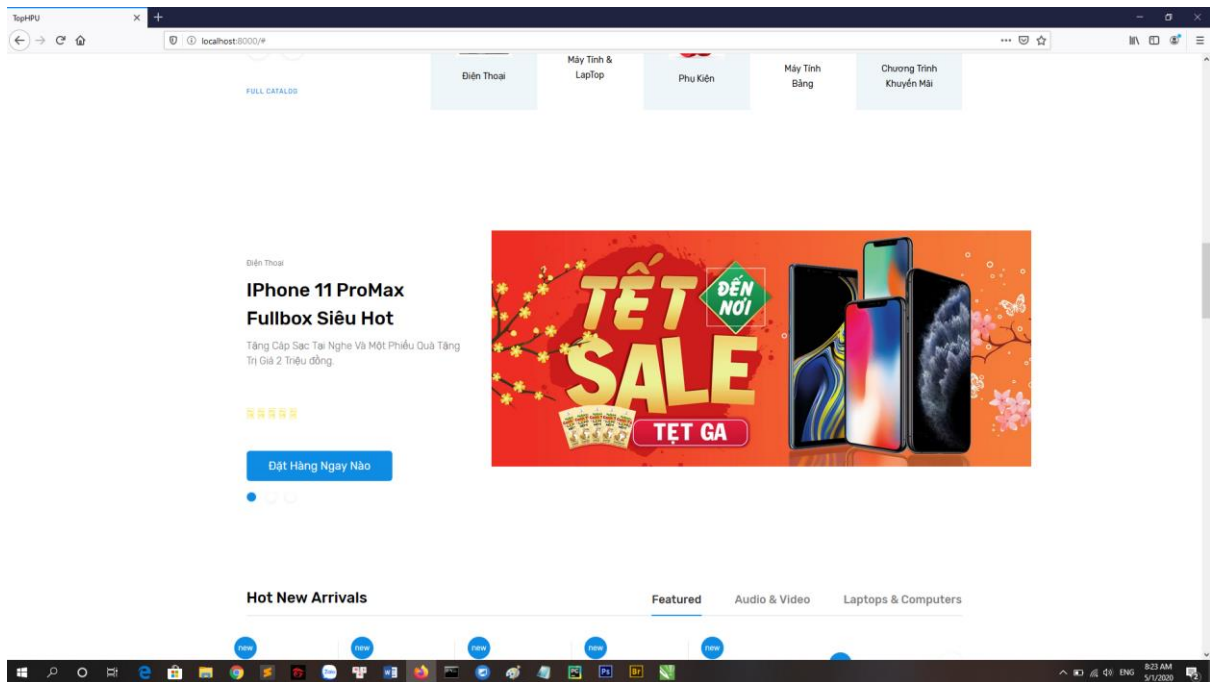 TopHPU
localhost:8000/#
Điện Thoại
Máy Tính &
LapTop
Phụ Kiện
Máy Tính
Bảng
Chương Trình
Khuyến Mãi
FULL CATALOG
Điện Thoại
IPhone 11 ProMax
Fullbox Siêu Hot
Tặng Cáp Sạc Tai Nghe Và Một Phiếu Quà Tặng
Trị Giá 2 Triệu đồng.
Đặt Hàng Ngay Nào
TẾT ĐẾN
NƠI
SALE
TẸT GA
Hot New Arrivals
Featured
Audio & Video
Laptops & Computers
new
new
new
new
new
ENG
8:23 AM
5/1/2020